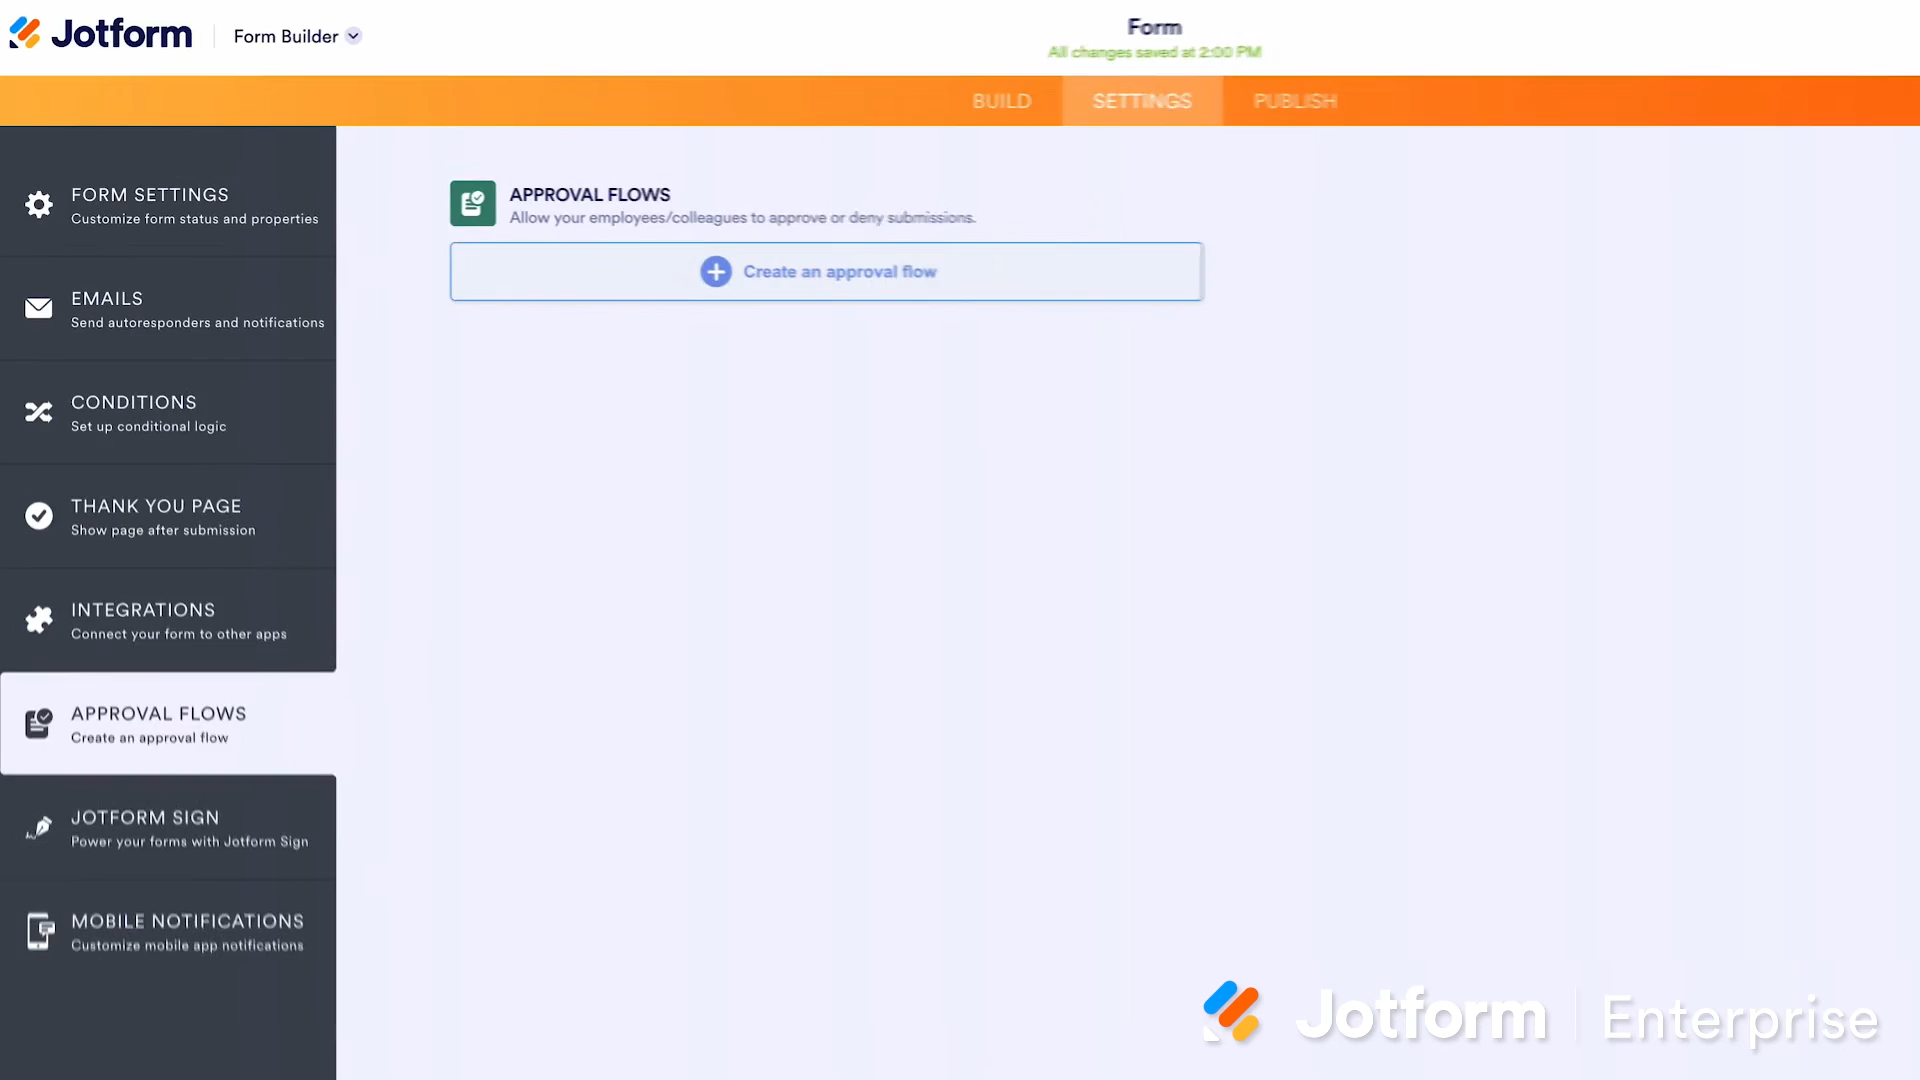 Jotform
Form Builder
Form
All changes saved at 2:00 PM
BUILD
SETTINGS
PUBLISH
FORM SETTINGS
Customize form status and properties
EMAILS
Send autoresponders and notifications
CONDITIONS
Set up conditional logic
THANK YOU PAGE
Show page after submission
INTEGRATIONS
Connect your form to other apps
APPROVAL FLOWS
Create an approval flow
JOTFORM SIGN
Power your forms with Jotform Sign
MOBILE NOTIFICATIONS
Customize mobile app notifications
APPROVAL FLOWS
Allow your employees/colleagues to approve or deny submissions.
Create an approval flow
Jotform Enterprise